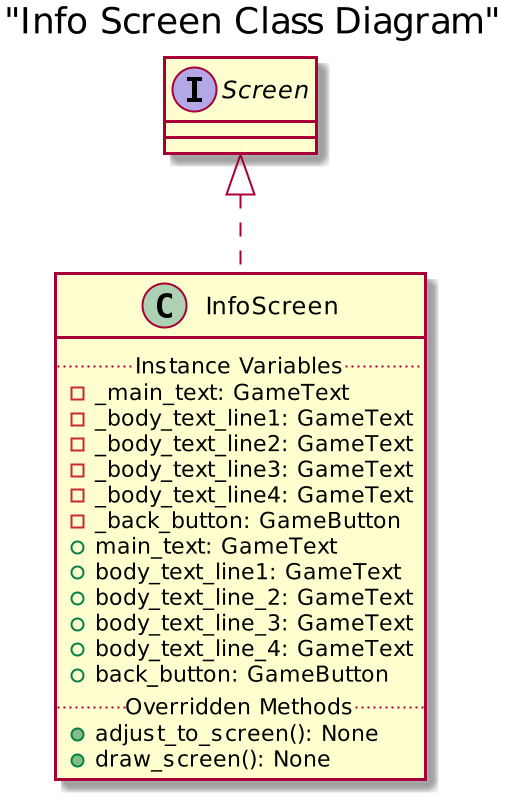 "Info Screen Class Diagram"
I Screen
C InfoScreen
Instance Variables
_main_text: GameText
_body_text_line1: GameText
_body_text_line2: GameText
_body_text_line3: GameText
_body_text_line4: GameText
_back_button: GameButton
main_text: GameText
body_text_line1: GameText
body_text_line_2: GameText
body_text_line_3: GameText
body_text_line_4: GameText
back_button: GameButton
Overridden Methods
adjust_to_screen(): None
draw_screen(): None